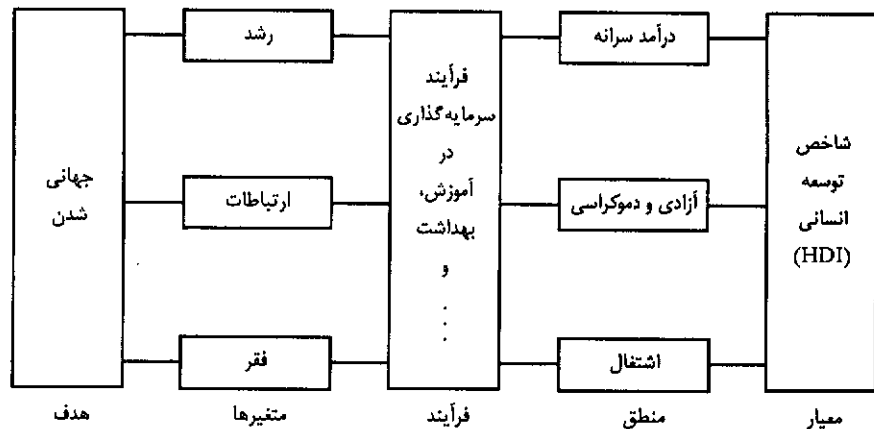 رشد
درآمد سرانه
فرآیند
سرمایه‌گذاری
در
آموزش،
بهداشت
و
.
.
.
شاخص
توسعه
انسانی
(HDI)
جهانی
شدن
ارتباطات
آزادی و دموکراسی
فقر
اشتغال
معیار
منطق
فرآیند
متغیرها
هدف